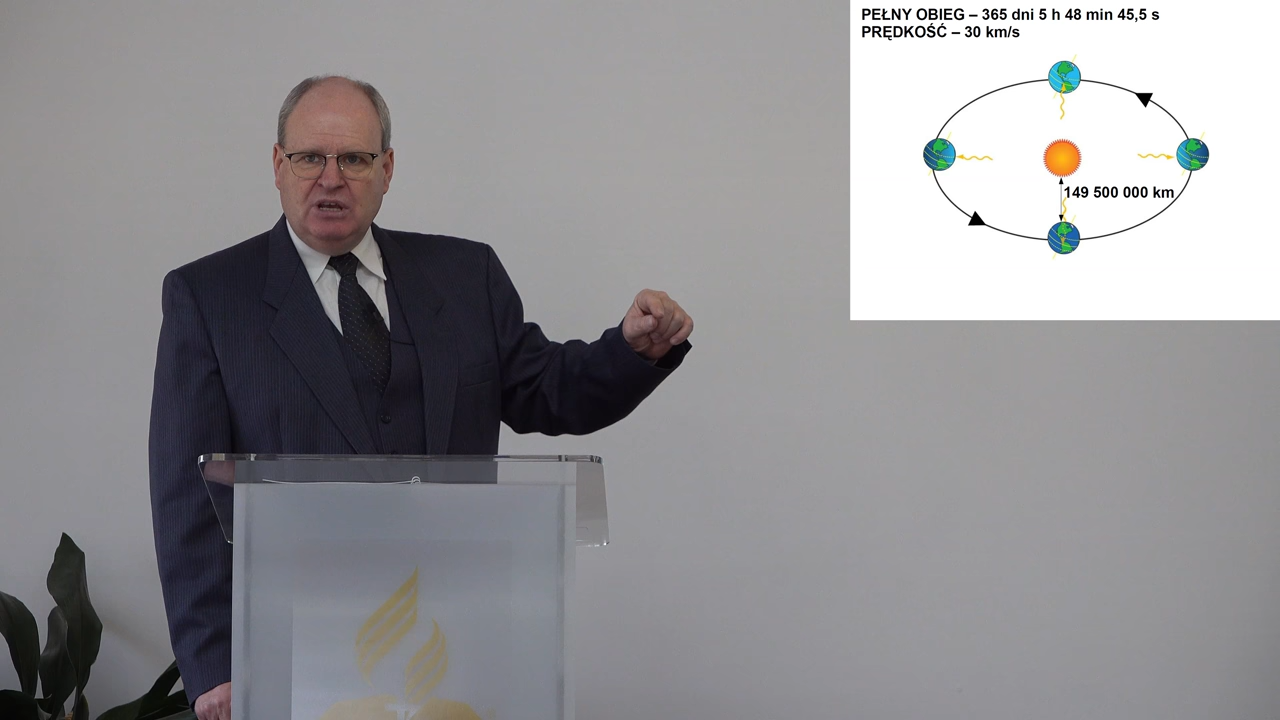 PEŁNY OBIEG – 365 dni 5 h 48 min 45,5 s
PRĘDKOŚĆ – 30 km/s
149 500 000 km